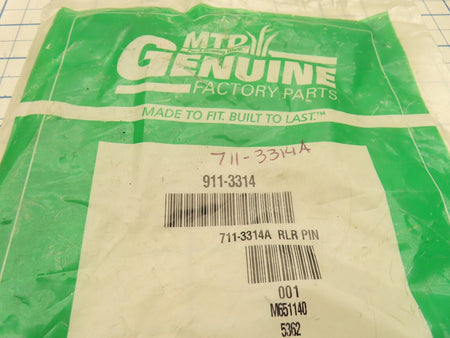 MTD
GENUINE
FACTORY PARTS
MADE TO FIT. BUILT TO LAST.™
711-3314A
911-3314
711-3314A RLR PIN
001
M651140
5362